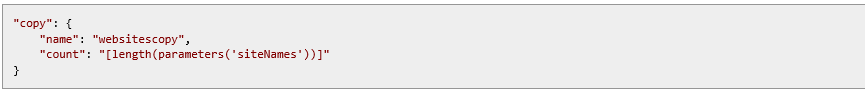 "copy": {
    "name": "websitescopy",
    "count": "[length(parameters('siteNames'))]"
}